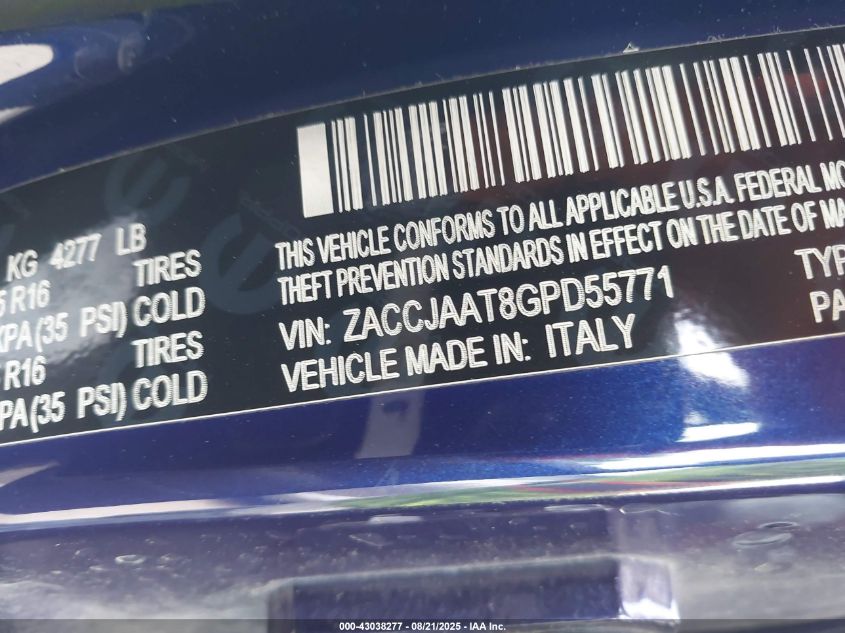 KG 4277 LB
R16 TIRES
KPA (35 PSI) COLD
R16 TIRES
PA (35 PSI) COLD
THIS VEHICLE CONFORMS TO ALL APPLICABLE U.S.A. FEDERAL MO
THEFT PREVENTION STANDARDS IN EFFECT ON THE DATE OF MA
VIN: ZACCJAAT8GPD55771 TYP
VEHICLE MADE IN: ITALY PA
000-43038277 - 08/21/2025 - IAA Inc.